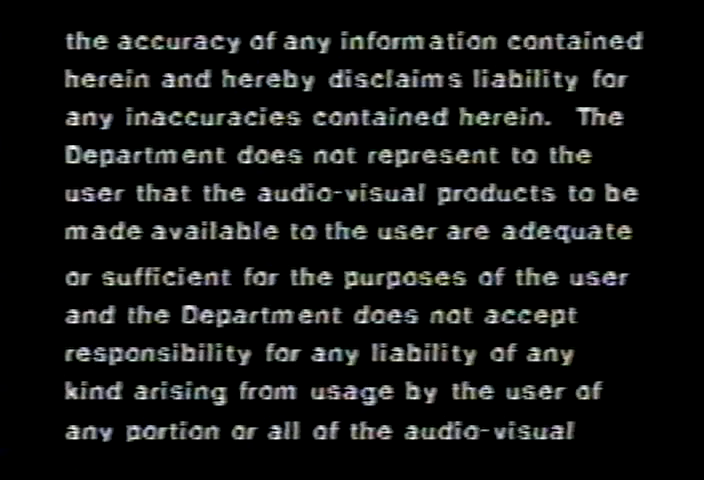 the accuracy of any information contained
herein and hereby disclaims liability for
any inaccuracies contained herein. The
Department does not represent to the
user that the audio-visual products to be
made available to the user are adequate
or sufficient for the purposes of the user
and the Department does not accept
responsibility for any liability of any
kind arising from usage by the user of
any portion or all of the audio-visual